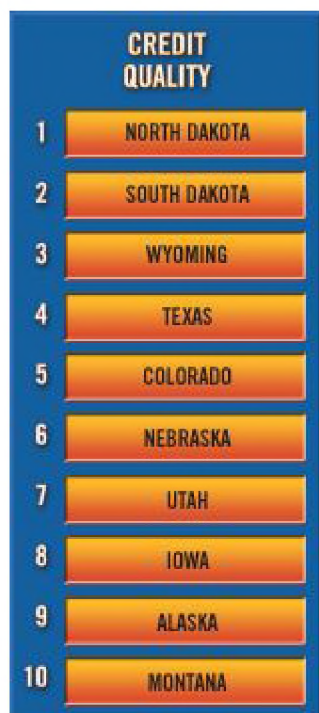 CREDIT
QUALITY
1 NORTH DAKOTA
2 SOUTH DAKOTA
3 WYOMING
4 TEXAS
5 COLORADO
6 NEBRASKA
7 UTAH
8 IOWA
9 ALASKA
10 MONTANA